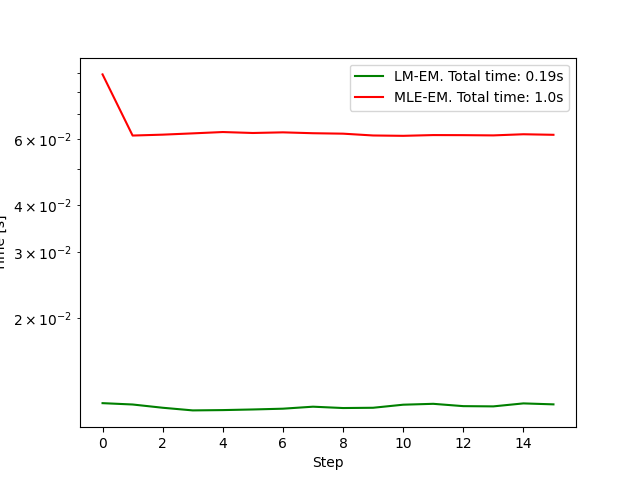 LM-EM. Total time: 0.19s
MLE-EM. Total time: 1.0s
6 × 10⁻²
4 × 10⁻²
3 × 10⁻²
2 × 10⁻²
[s]
0 2 4 6 8 10 12 14
Step